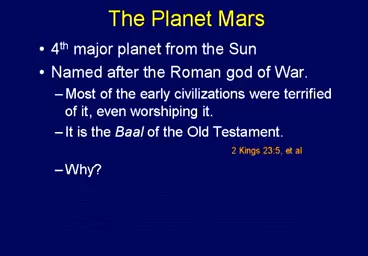 The Planet Mars
• 4th major planet from the Sun
• Named after the Roman god of War.
–Most of the early civilizations were terrified
of it, even worshiping it.
–It is the Baal of the Old Testament.
2 Kings 23:5, et al
–Why?